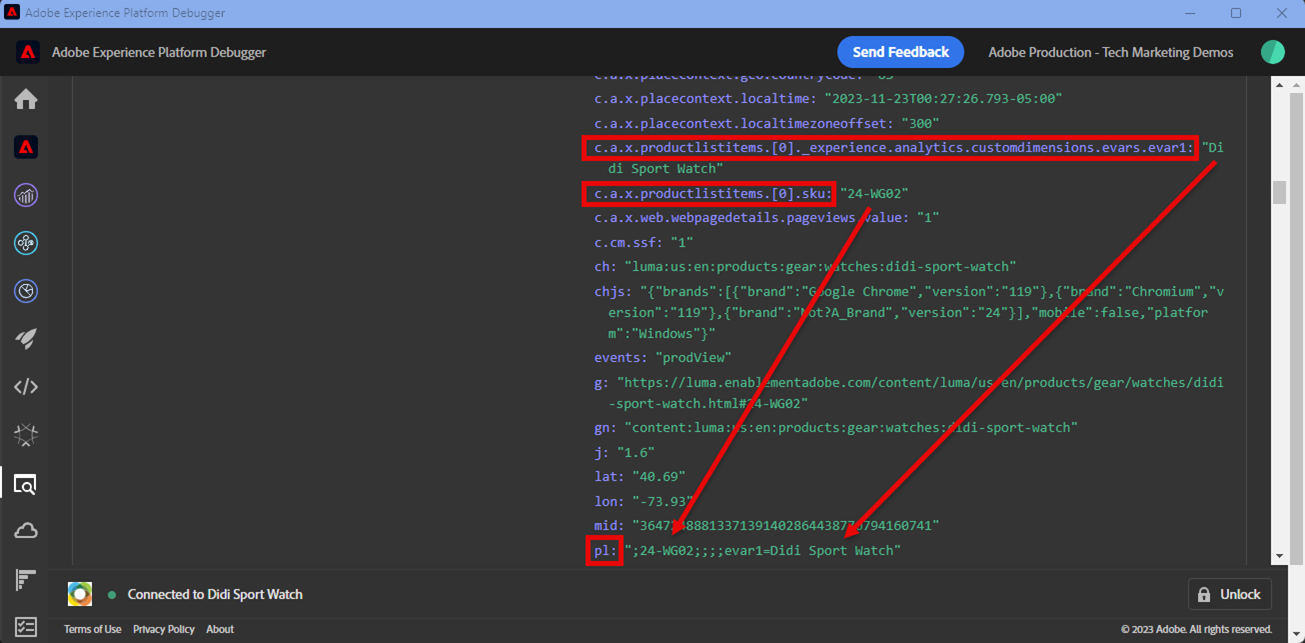 Adobe Experience Platform Debugger
Adobe Experience Platform Debugger
Send Feedback
Adobe Production - Tech Marketing Demos
c.a.x.placecontext.geo.countrycode: "US"
c.a.x.placecontext.localtime: "2023-11-23T00:27:26.793-05:00"
c.a.x.placecontext.localtimezoneoffset: "300"
c.a.x.productlistitems.[0]._experience.analytics.customdimensions.evars.evar1: "Di
di Sport Watch"
c.a.x.productlistitems.[0].sku: "24-WG02"
c.a.x.web.webpagedetails.pageviews.value: "1"
c.cm.ssf: "1"
ch: "luma:us:en:products:gear:watches:didi-sport-watch"
chjs: "{"brands":[{"brand":"Google Chrome","version":"119"},{"brand":"Chromium","v
ersion":"119"},{"brand":"Not?A_Brand","version":"24"}],"mobile":false,"platfor
m":"Windows"}"
events: "prodView"
g: "https://luma.enablementadobe.com/content/luma/us/en/products/gear/watches/didi
-sport-watch.html#24-WG02"
gn: "content:luma:us:en:products:gear:watches:didi-sport-watch"
j: "1.6"
lat: "40.69"
lon: "-73.93"
mid:
pl: ";24-WG02;;;;evar1=Didi Sport Watch"
Connected to Didi Sport Watch
Unlock
Terms of Use Privacy Policy About
© 2023 Adobe. All rights reserved.